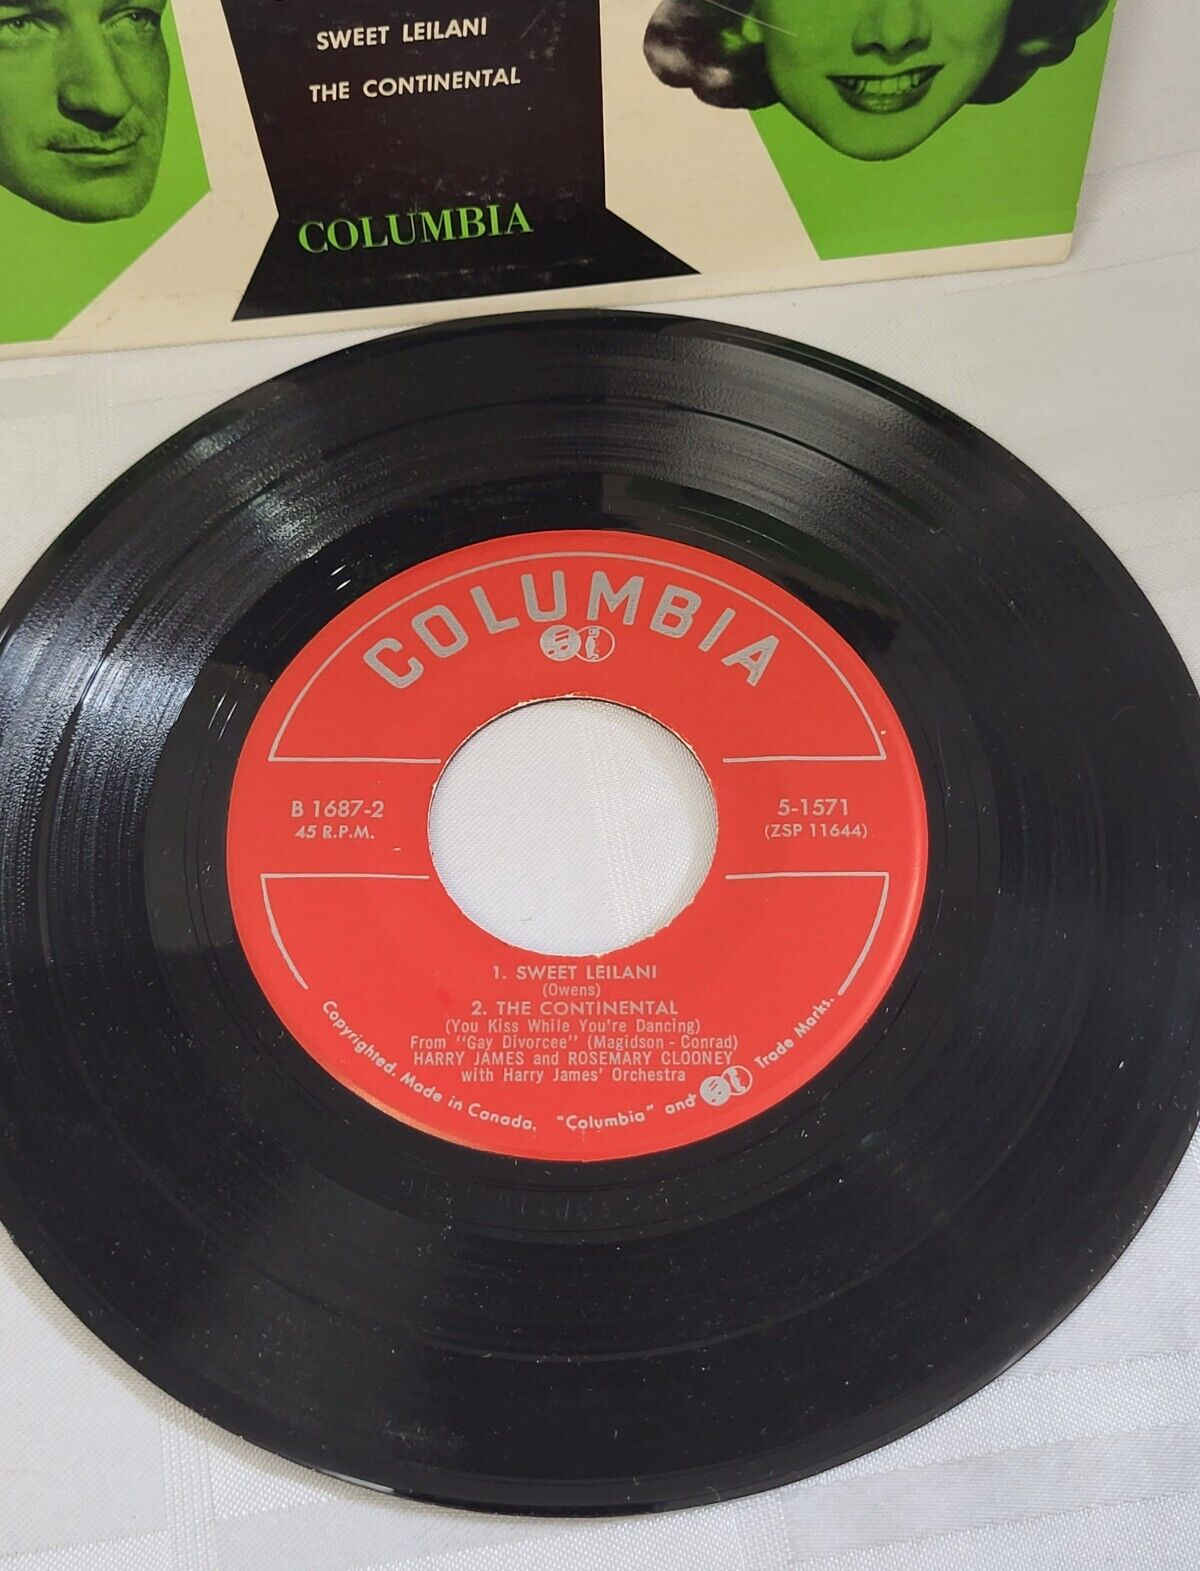 SWEET LEILANI
THE CONTINENTAL
COLUMBIA
COLUMBIA
B 1687-2
45 R.P.M.
5-1571
(ZSP 11644)
1. SWEET LEILANI
(Owens)
2. THE CONTINENTAL
(You Kiss While You're Dancing)
From "Gay Divorcee" (Magidson - Conrad)
HARRY JAMES and ROSEMARY CLOONEY
with Harry James' Orchestra
Copyrighted. Made in Canada. "Columbia" and Trade Marks.